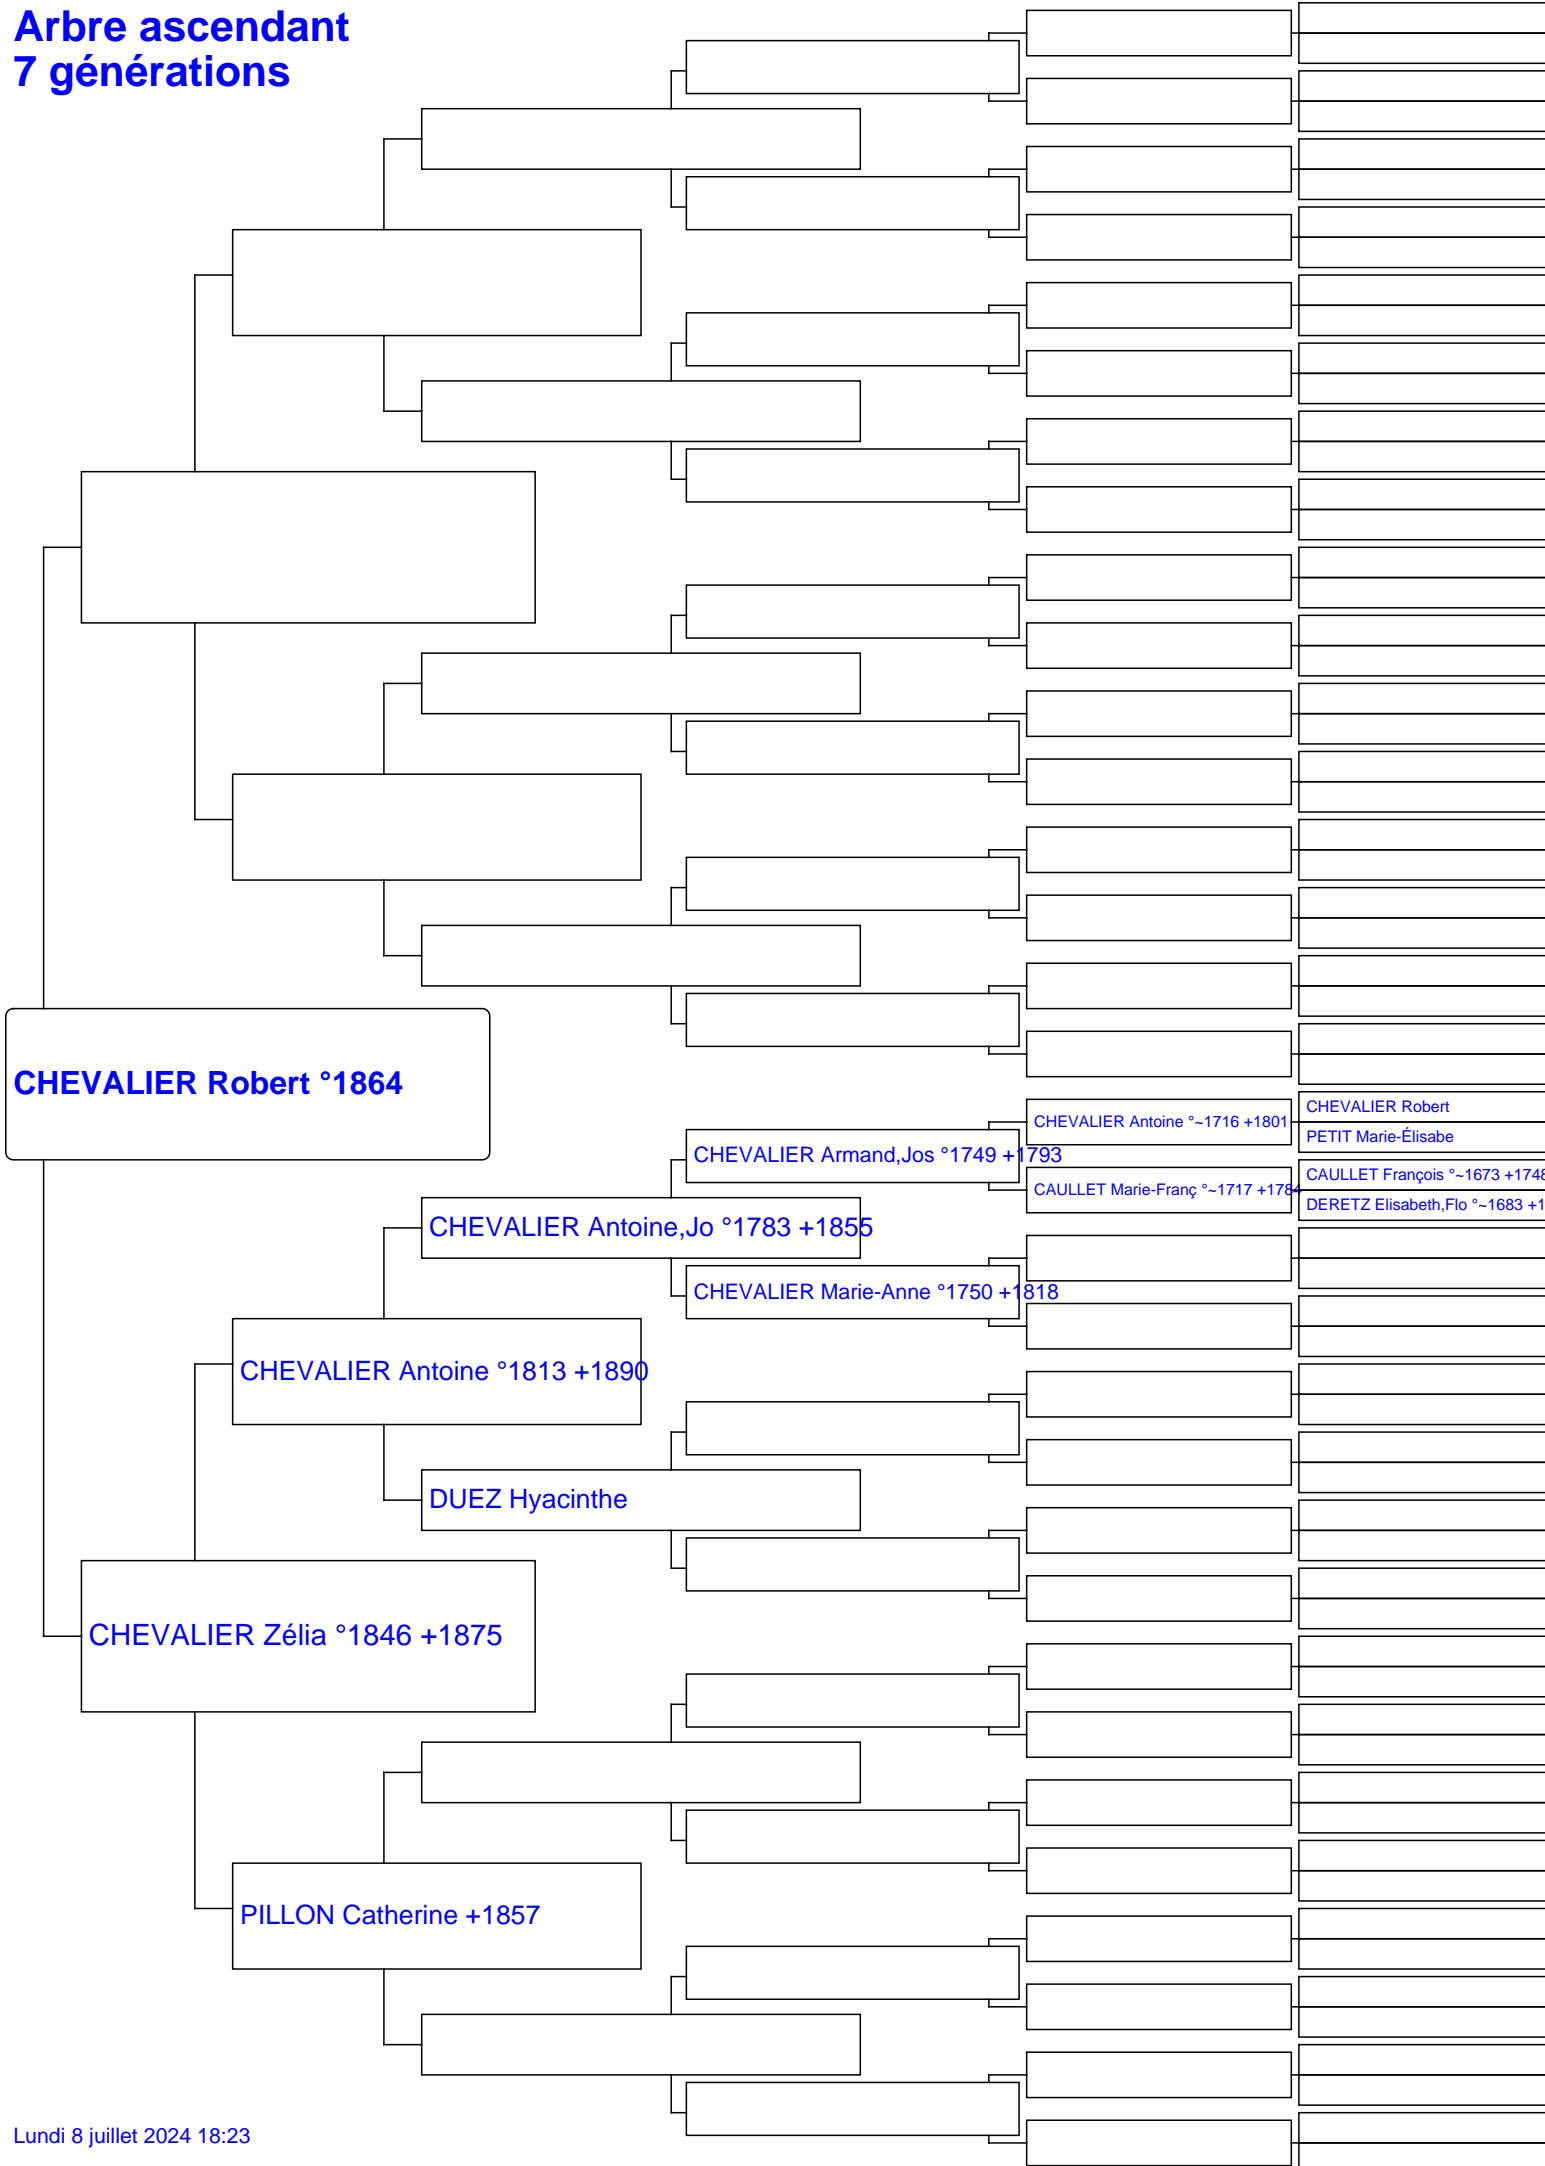 Arbre ascendant
7 générations
CHEVALIER Robert °1864
CHEVALIER Robert
CHEVALIER Antoine °~1716 +1801
PETIT Marie-Élisabe
CHEVALIER Armand,Jos °1749 +1793
CAULLET François °~1673 +1748
CAULLET Marie-Franç °~1717 +1784
DERETZ Elisabeth,Flo °~1683 +1
CHEVALIER Antoine,Jo °1783 +1855
CHEVALIER Marie-Anne °1750 +1818
CHEVALIER Antoine °1813 +1890
DUEZ Hyacinthe
CHEVALIER Zélia °1846 +1875
PILLON Catherine +1857
Lundi 8 juillet 2024 18:23